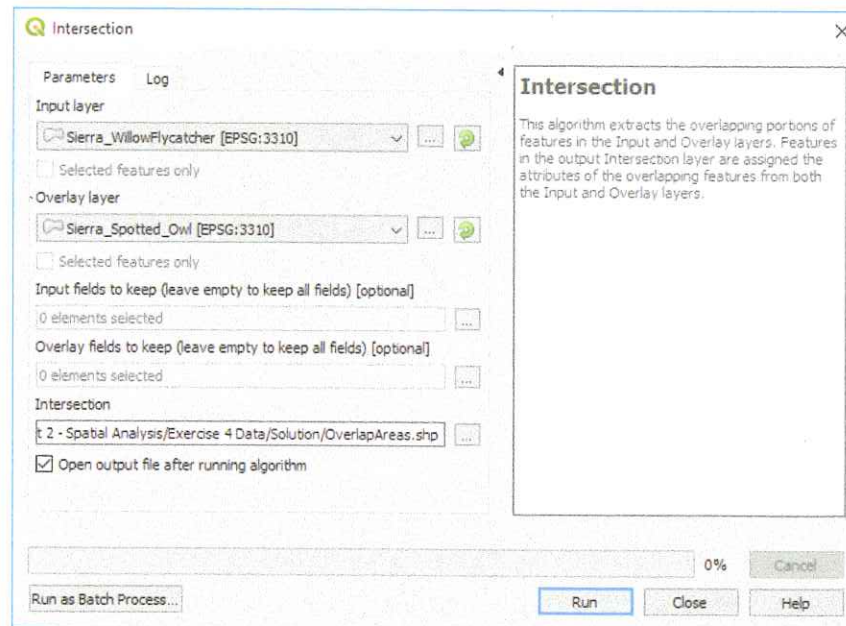 Intersection
Parameters
Log
Input layer
Sierra_WillowFlycatcher [EPSG:3310]
...
Selected features only
Overlay layer
Sierra_Spotted_Owl [EPSG:3310]
...
Selected features only
Input fields to keep (leave empty to keep all fields) [optional]
0 elements selected
...
Overlay fields to keep (leave empty to keep all fields) [optional]
0 elements selected
...
Intersection
t 2 - Spatial Analysis/Exercise 4 Data/Solution/OverlapAreas.shp
...
Open output file after running algorithm
Intersection
This algorithm extracts the overlapping portions of
features in the Input and Overlay layers. Features
in the output Intersection layer are assigned the
attributes of the overlapping features from both
the Input and Overlay layers.
0%
Cancel
Run as Batch Process...
Run
Close
Help